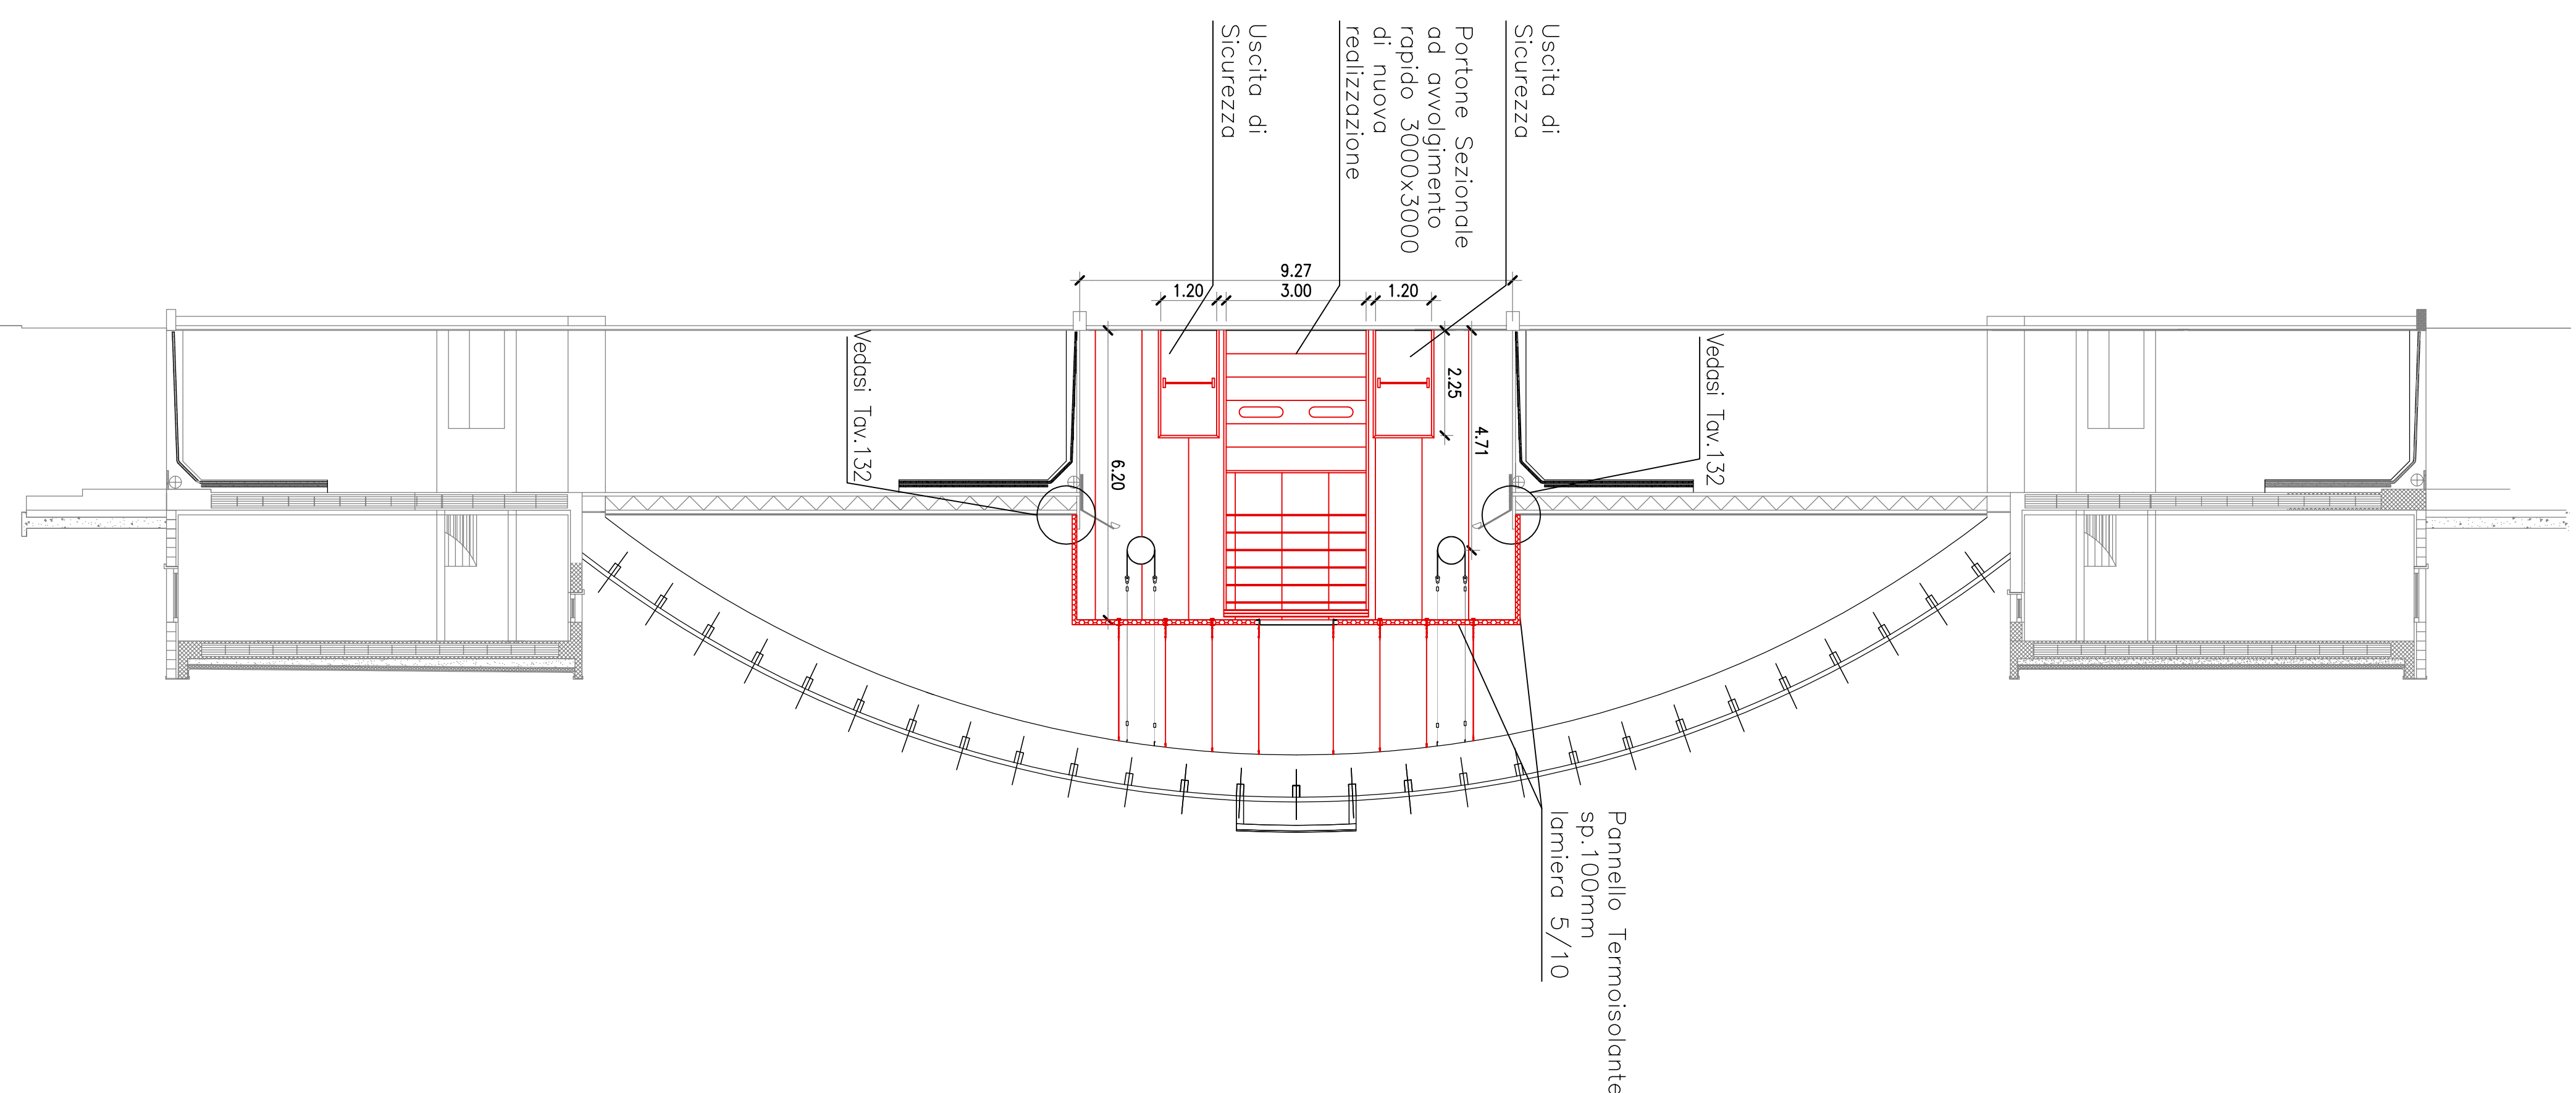 Uscita di
Sicurezza
Portone Sezionale
ad avvolgimento
rapido 3000x3000
di nuova
realizzazione
Uscita di
Sicurezza
9.27
1.20
3.00
1.20
2.25
4.71
6.20
Vedasi Tav.132
Vedasi Tav.132
Pannello Termoisolante
sp.100mm
lamiera 5/10